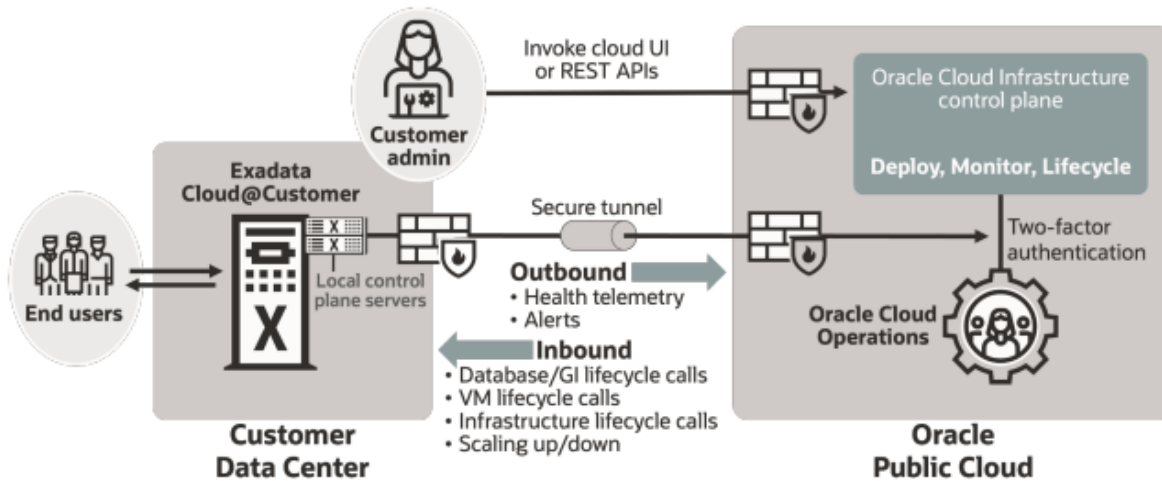 Invoke cloud UI
or REST APIs
Oracle Cloud Infrastructure
control plane
Deploy, Monitor, Lifecycle
Customer
admin
Exadata
Cloud@Customer
X
X
Local control
plane servers
X
End users
Secure tunnel
Outbound
• Health telemetry
• Alerts
Inbound
• Database/GI lifecycle calls
• VM lifecycle calls
• Infrastructure lifecycle calls
• Scaling up/down
Two-factor
authentication
Oracle Cloud
Operations
Customer
Data Center
Oracle
Public Cloud